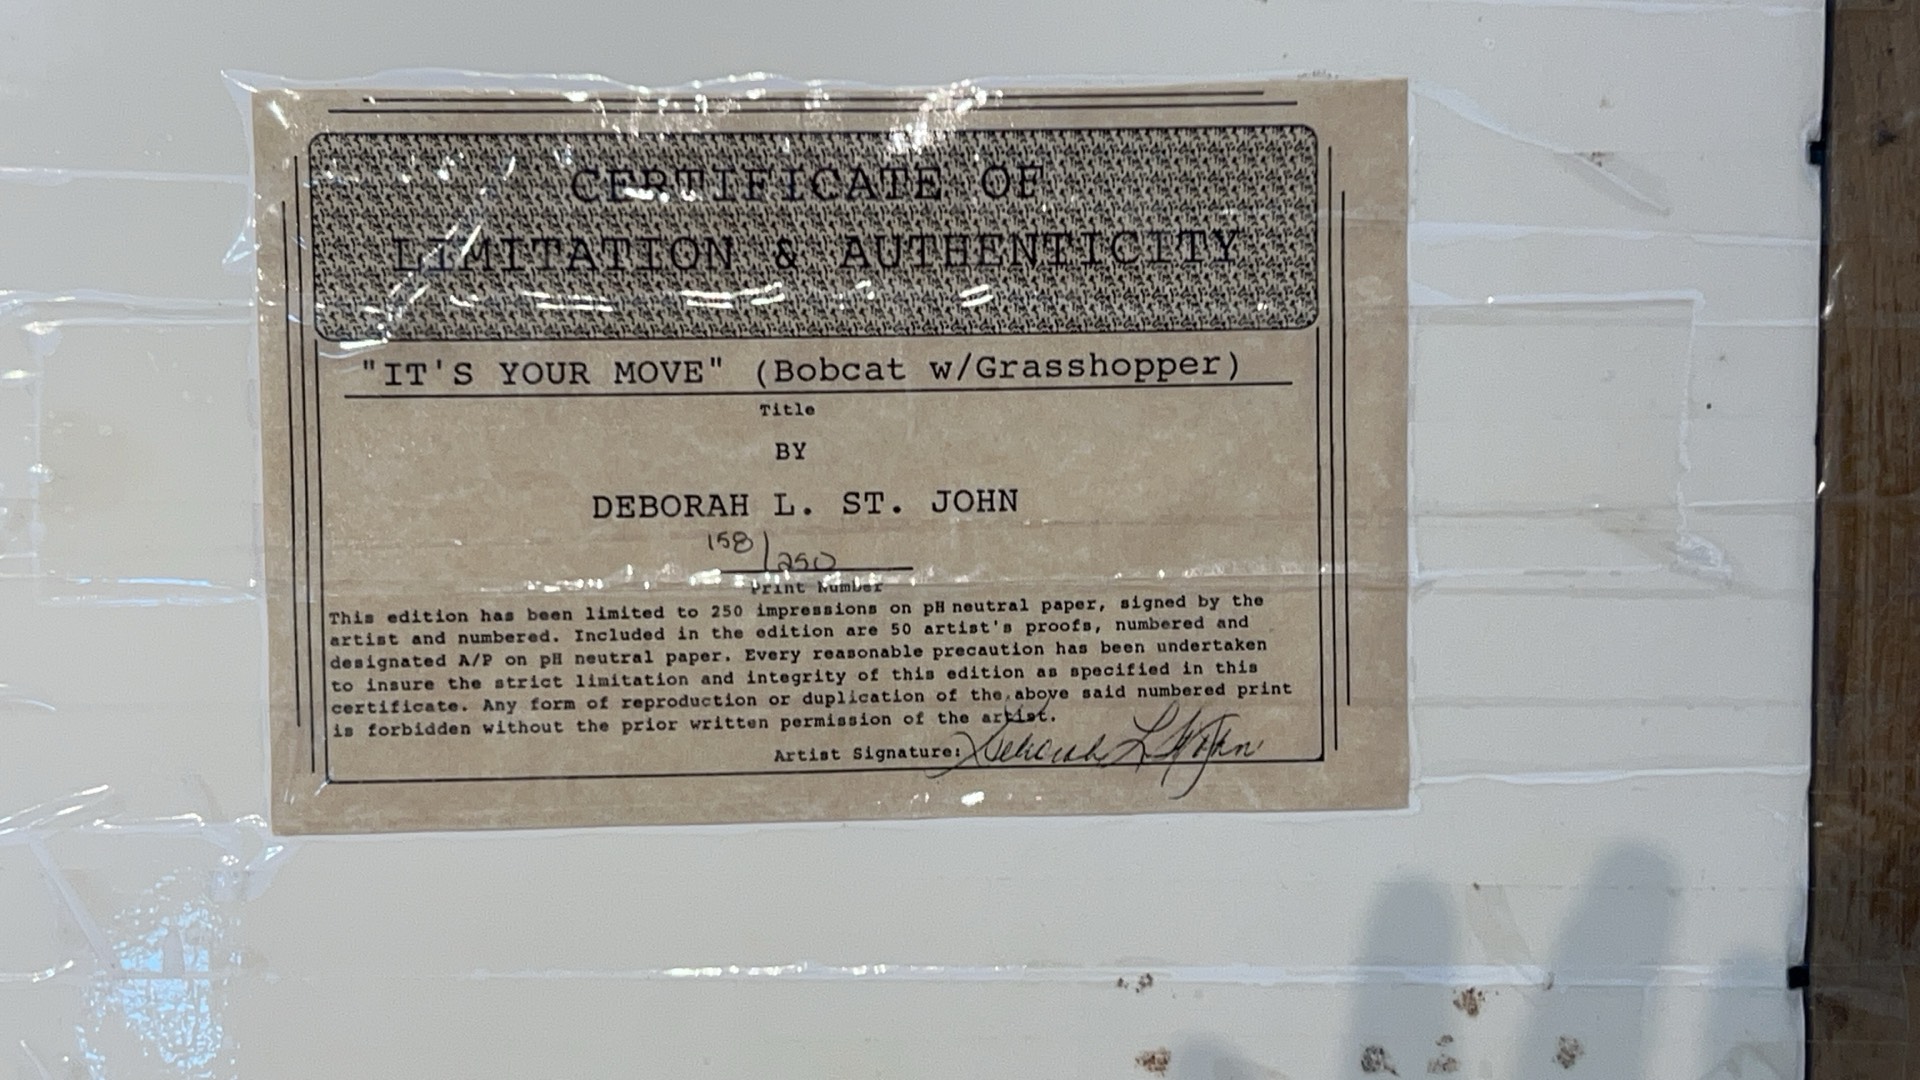 CERTIFICATE OF
LIMITATION & AUTHENTICITY
"IT'S YOUR MOVE" (Bobcat w/Grasshopper)
Title
BY
DEBORAH L. ST. JOHN
158/250
Print Number
This edition has been limited to 250 impressions on pH neutral paper, signed by the
artist and numbered. Included in the edition are 50 artist's proofs, numbered and
designated A/P on pH neutral paper. Every reasonable precaution has been undertaken
to insure the strict limitation and integrity of this edition as specified in this
certificate. Any form of reproduction or duplication of the above said numbered print
is forbidden without the prior written permission of the artist.
Artist Signature: Deborah L St John